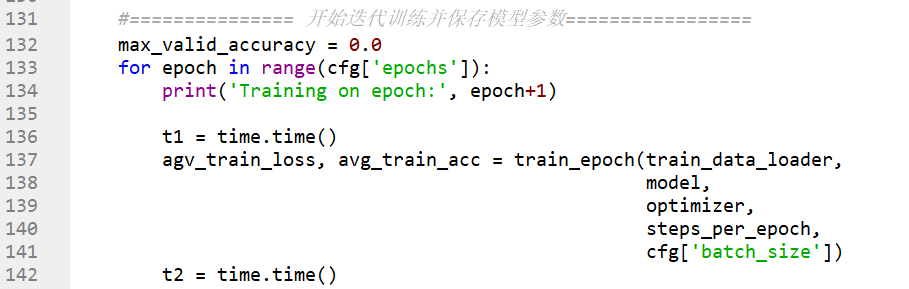 131 #=============== 开始迭代训练并保存模型参数=================
132 max_valid_accuracy = 0.0
133 for epoch in range(cfg['epochs']):
134 print('Training on epoch:', epoch+1)
135
136 t1 = time.time()
137 agv_train_loss, avg_train_acc = train_epoch(train_data_loader,
138 model,
139 optimizer,
140 steps_per_epoch,
141 cfg['batch_size'])
142 t2 = time.time()